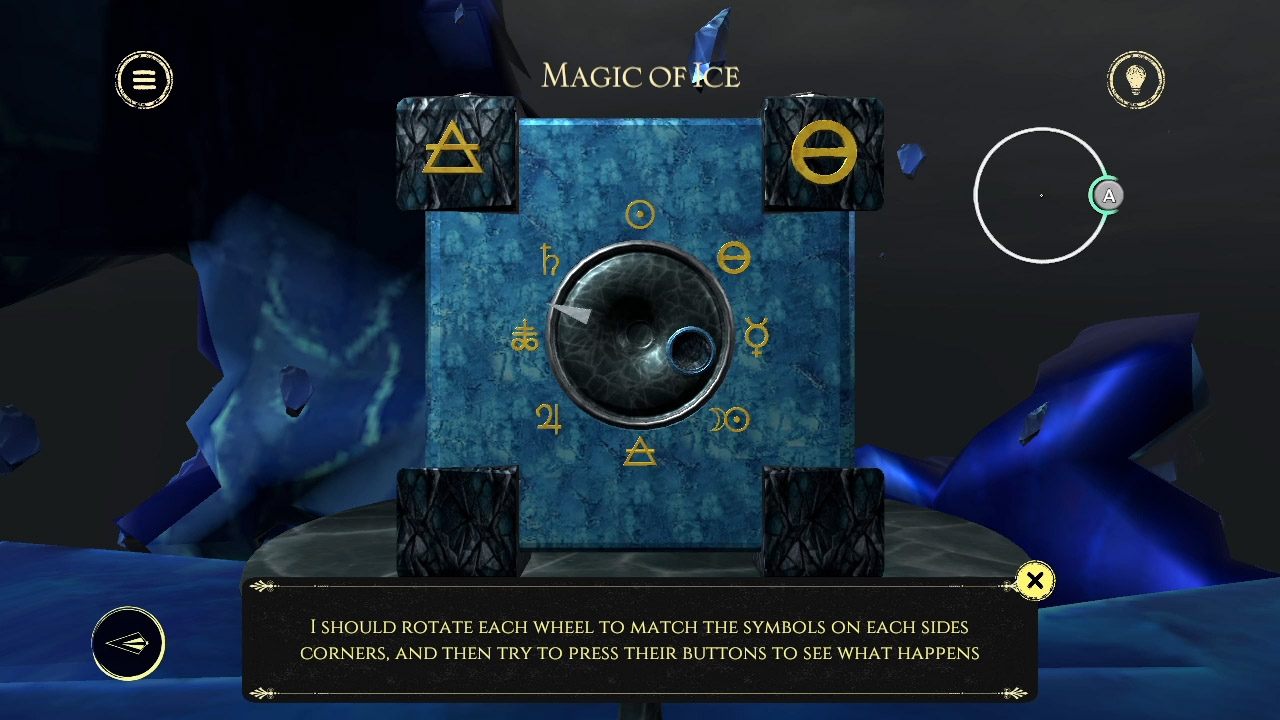 Magic of Ice
A
I should rotate each wheel to match the symbols on each sides
corners, and then try to press their buttons to see what happens